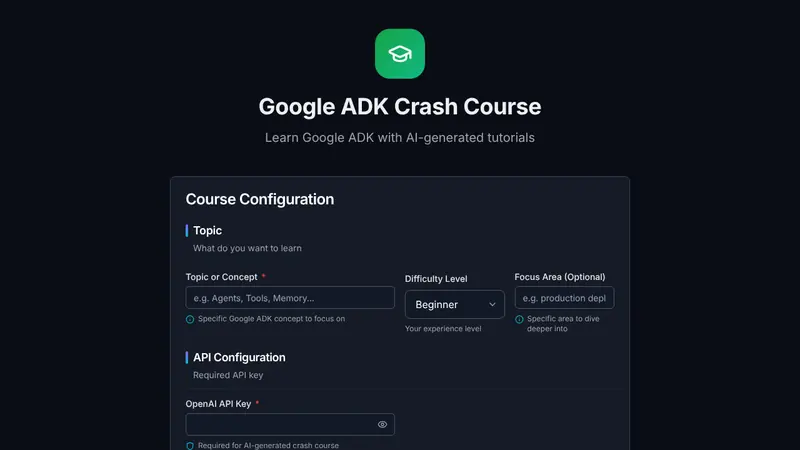 Google ADK Crash Course
Learn Google ADK with AI-generated tutorials
Course Configuration
Topic
What do you want to learn
Topic or Concept *
e.g. Agents, Tools, Memory...
Specific Google ADK concept to focus on
Difficulty Level
Beginner
Your experience level
Focus Area (Optional)
e.g. production depl
Specific area to dive
deeper into
API Configuration
Required API key
OpenAI API Key *
Required for AI-generated crash course